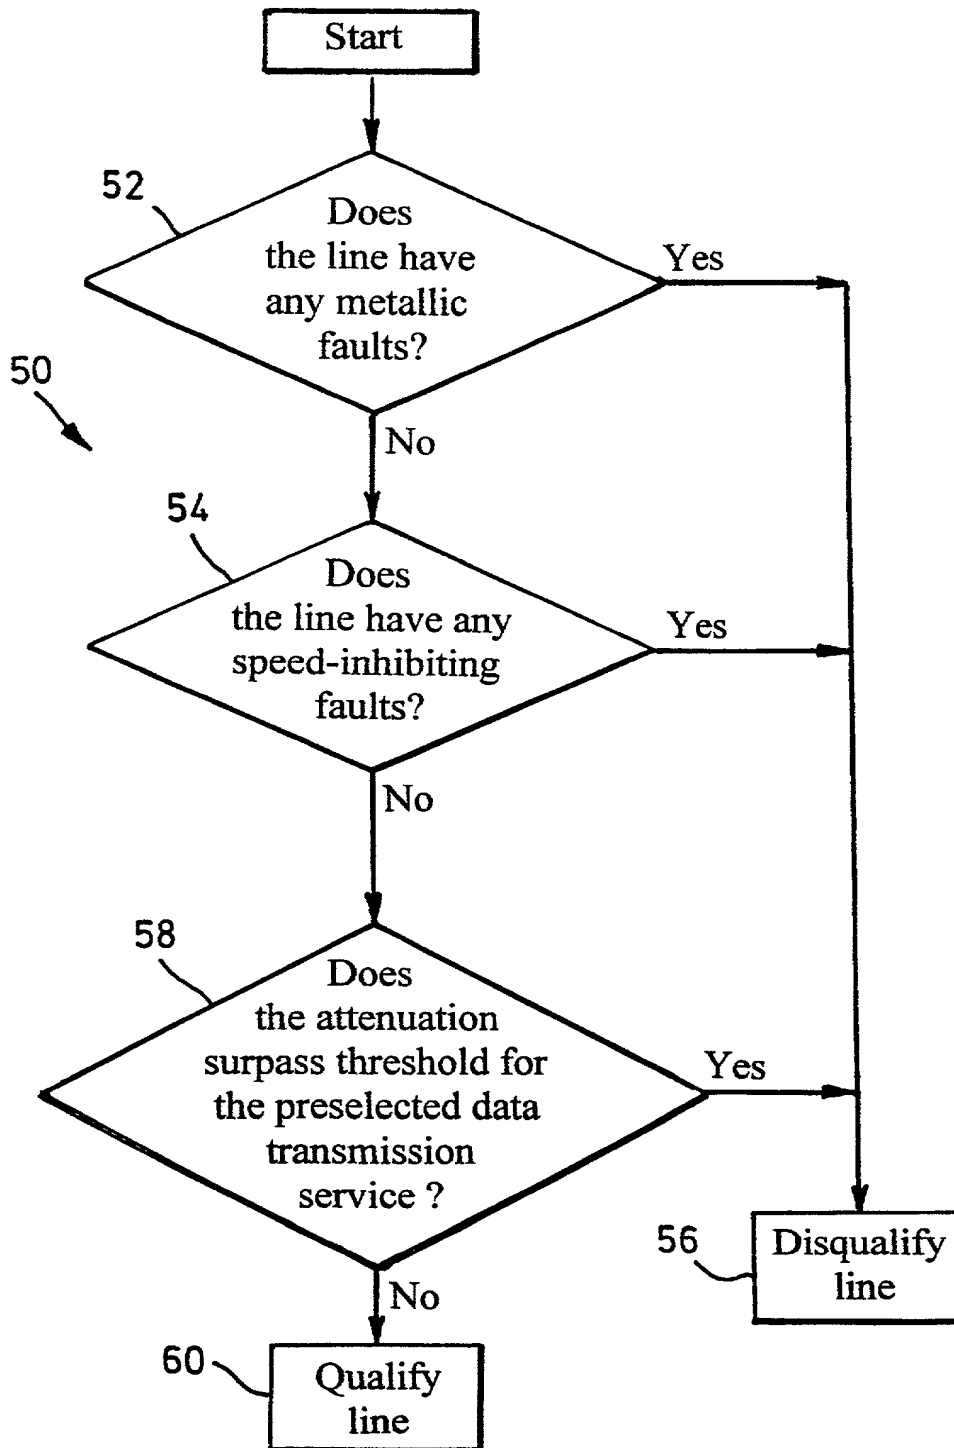 Start
52
Does
the line have
any metallic
faults?
Yes
50
No
54
Does
the line have any
speed-inhibiting
faults?
Yes
No
58
Does
the attenuation
surpass threshold for
the preselected data
transmission
service ?
Yes
56
Disqualify
line
No
60
Qualify
line